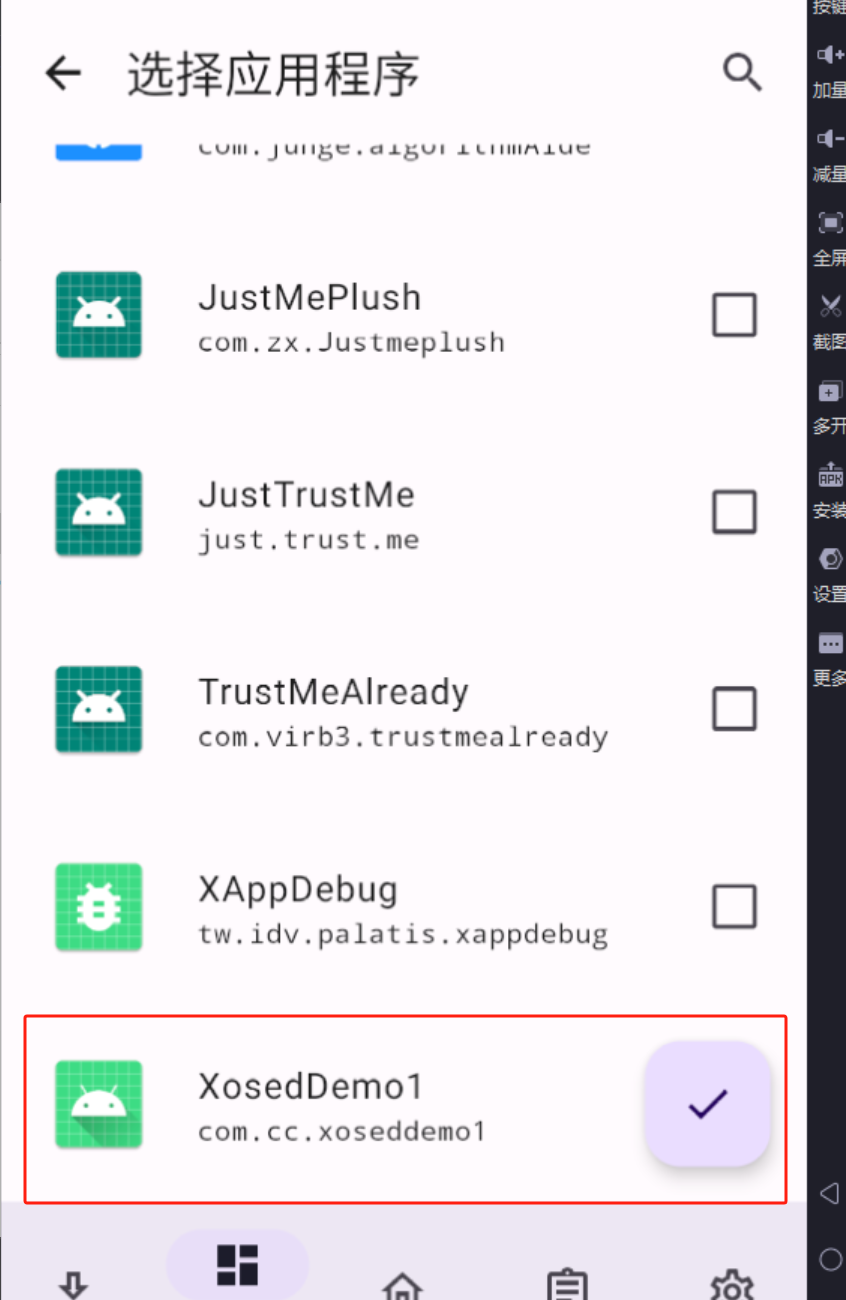 选择应用程序
com.junge.algorithmAide
JustMePlush
com.zx.Justmeplush
JustTrustMe
just.trust.me
TrustMeAlready
com.virb3.trustmealready
XAppDebug
tw.idv.palatis.xappdebug
XosedDemo1
com.cc.xoseddemo1
按键
加量
减量
全屏
截图
多开
APK
安装
设置
更多